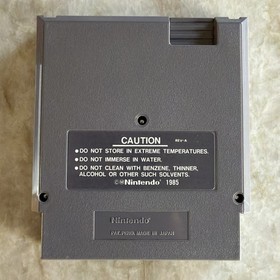 CAUTION
REV-A
•DO NOT STORE IN EXTREME TEMPERATURES.
•DO NOT IMMERSE IN WATER.
•DO NOT CLEAN WITH BENZENE, THINNER,
ALCOHOL OR OTHER SUCH SOLVENTS.
©®Nintendo 1985
Nintendo
MADE IN JAPAN